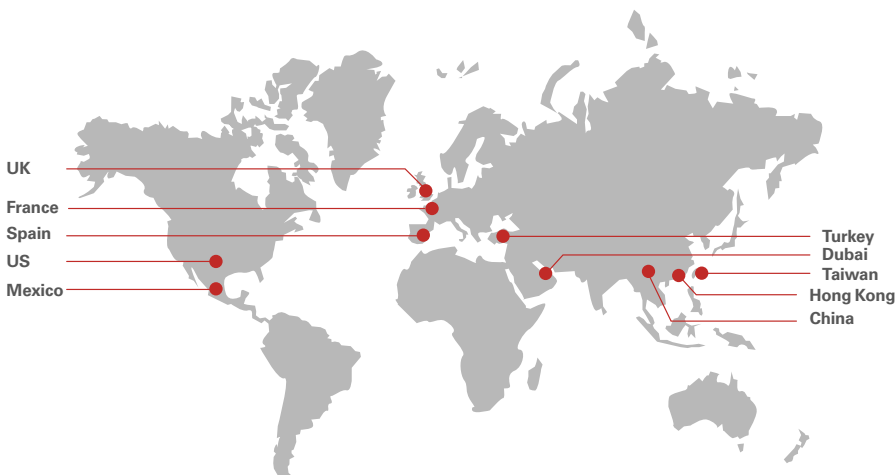 UK
France
Spain
US
Mexico
Turkey
Dubai
Taiwan
Hong Kong
China